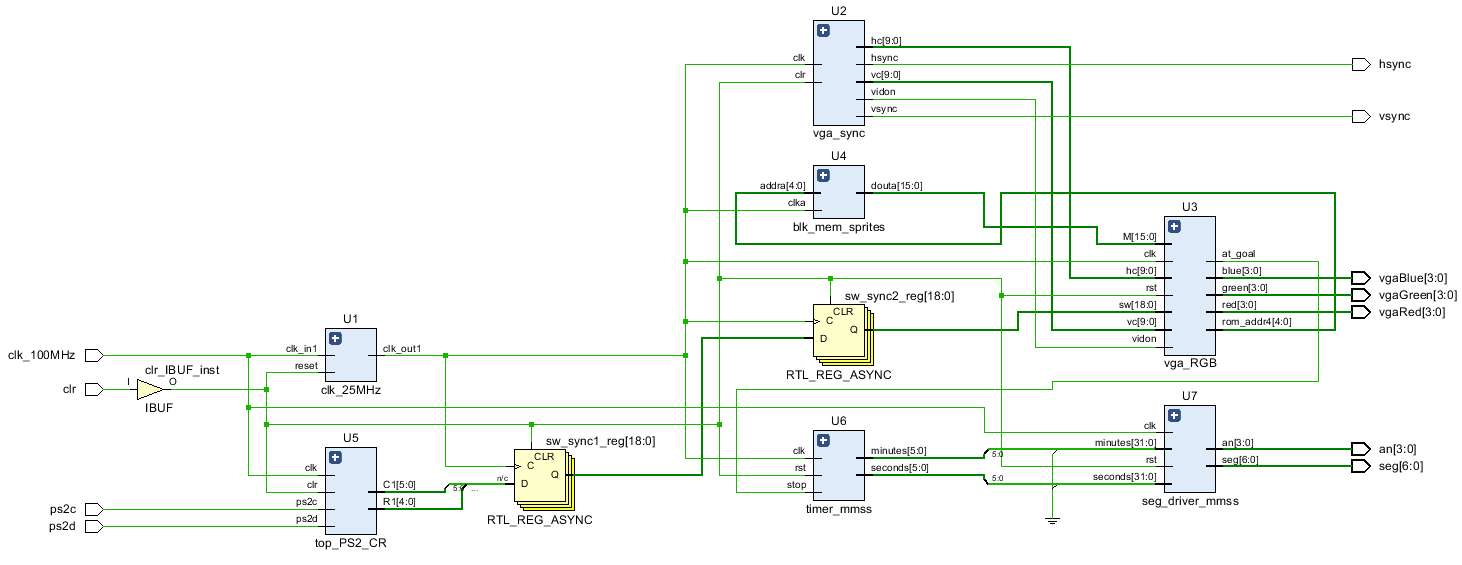 U2
clk
clr
hc[9:0]
hsync
vc[9:0]
vidon
vsync
vga_sync
hsync
vsync
U4
addra[4:0]
clka
douta[15:0]
blk_mem_sprites
U3
M[15:0]
clk
hc[9:0]
rst
sw[18:0]
vc[9:0]
vidon
at_goal
blue[3:0]
green[3:0]
red[3:0]
rom_addr4[4:0]
vga_RGB
vgaBlue[3:0]
vgaGreen[3:0]
vgaRed[3:0]
sw_sync2_reg[18:0]
CLR
C
Q
D
RTL_REG_ASYNC
U1
clk_100MHz
clk_in1
reset
clk_out1
clk_25MHz
clr
clr_IBUF_inst
I
O
IBUF
U5
clk
clr
ps2c
ps2d
C1[5:0]
R1[4:0]
top_PS2_CR
ps2c
ps2d
5:0
...
n/c
sw_sync1_reg[18:0]
CLR
C
Q
D
RTL_REG_ASYNC
U6
clk
rst
stop
minutes[5:0]
seconds[5:0]
timer_mmss
5:0
5:0
U7
clk
minutes[31:0]
rst
seconds[31:0]
an[3:0]
seg[6:0]
seg_driver_mmss
an[3:0]
seg[6:0]